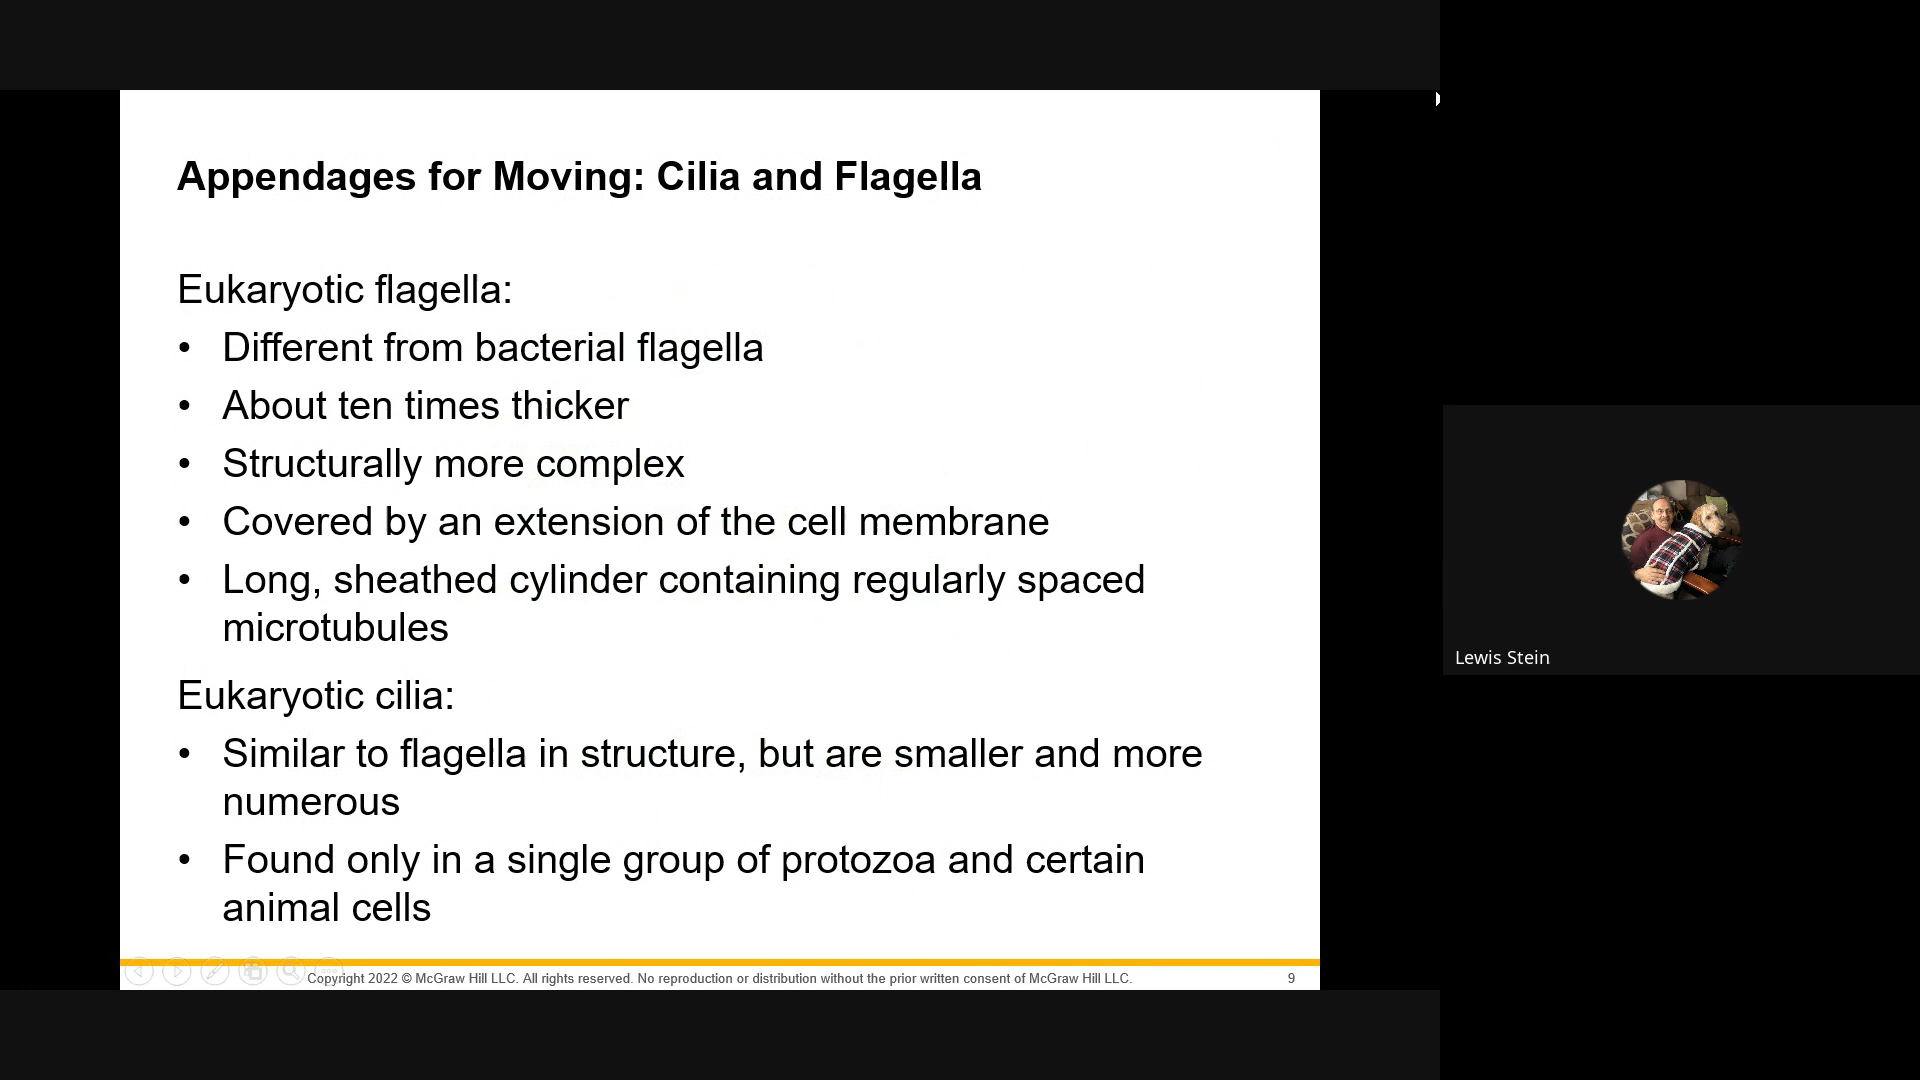 Appendages for Moving: Cilia and Flagella
Eukaryotic flagella:
• Different from bacterial flagella
• About ten times thicker
• Structurally more complex
• Covered by an extension of the cell membrane
• Long, sheathed cylinder containing regularly spaced
microtubules
Eukaryotic cilia:
• Similar to flagella in structure, but are smaller and more
numerous
• Found only in a single group of protozoa and certain
animal cells
Copyright 2022 © McGraw Hill LLC. All rights reserved. No reproduction or distribution without the prior written consent of McGraw Hill LLC.
9
Lewis Stein